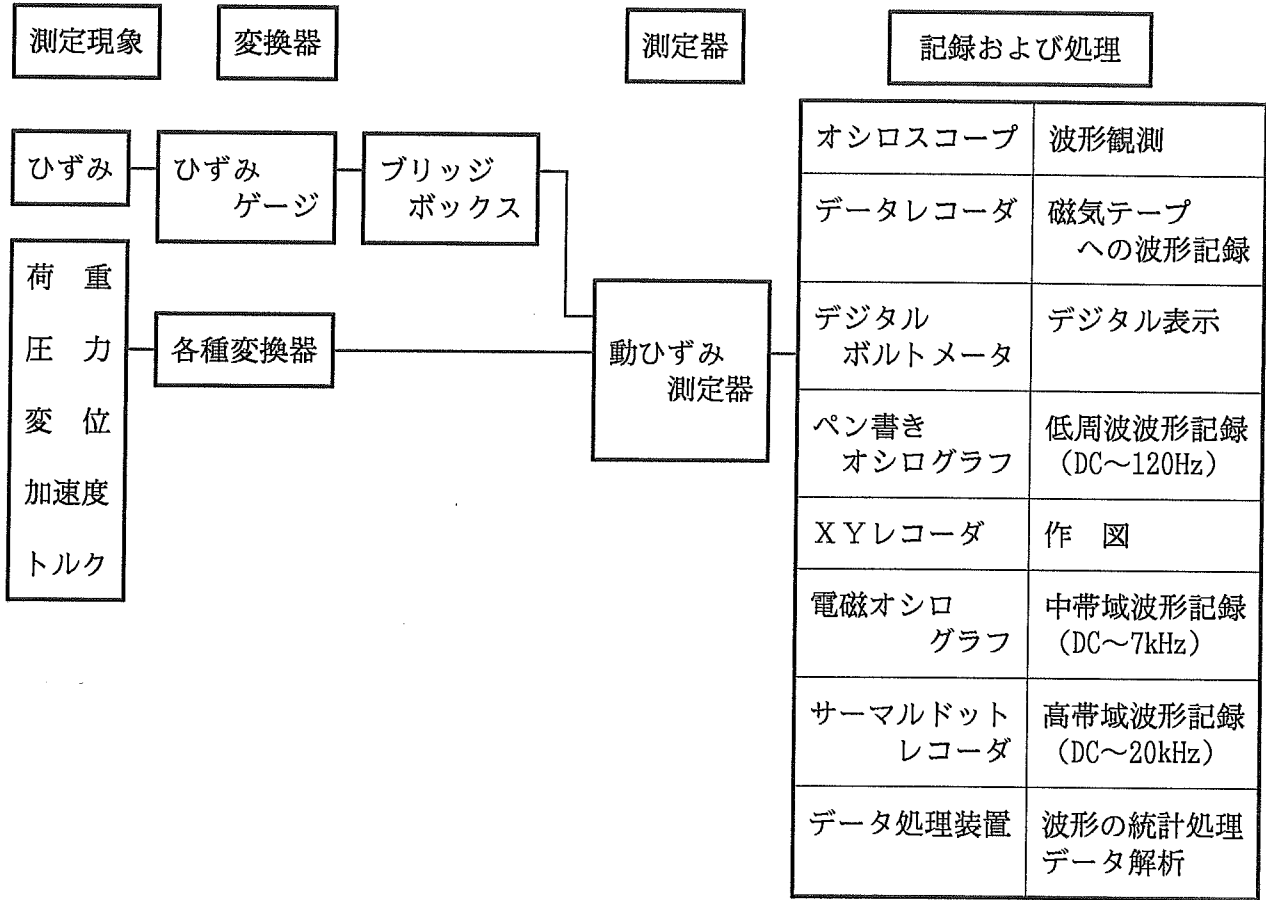 測定現象
変換器
測定器
記録および処理
ひずみ
ひずみ
ゲージ
ブリッジ
ボックス
荷 重
圧 力
変 位
加速度
トルク
各種変換器
動ひずみ
測定器
オシロスコープ
波形観測
データレコーダ
磁気テープ
への波形記録
デジタル
ボルトメータ
デジタル表示
ペン書き
オシログラフ
低周波波形記録
(DC～120Hz)
ＸＹレコーダ
作 図
電磁オシロ
グラフ
中帯域波形記録
(DC～7kHz)
サーマルドット
レコーダ
高帯域波形記録
(DC～20kHz)
データ処理装置
波形の統計処理
データ解析